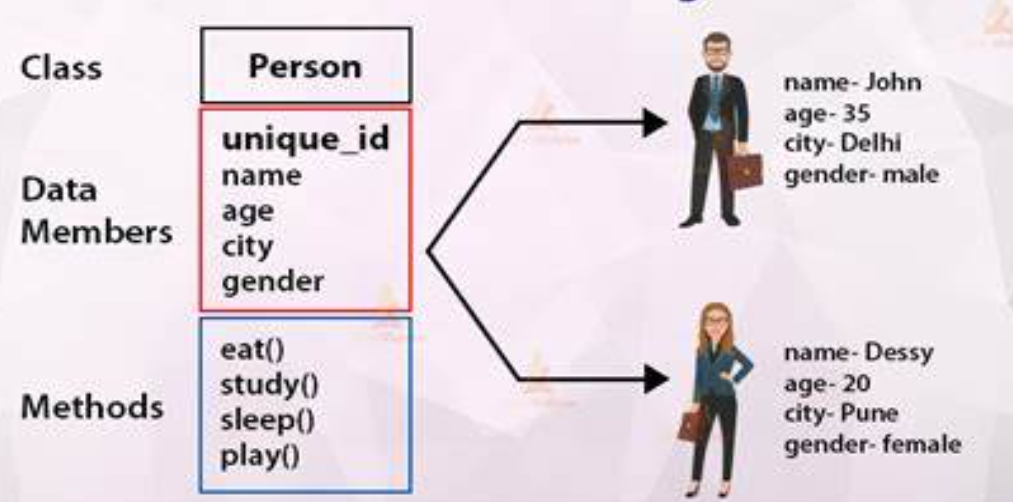 Class
Person
Data
Members
unique_id
name
age
city
gender
Methods
eat()
study()
sleep()
play()
name- John
age- 35
city- Delhi
gender- male
name- Dessy
age- 20
city- Pune
gender- female